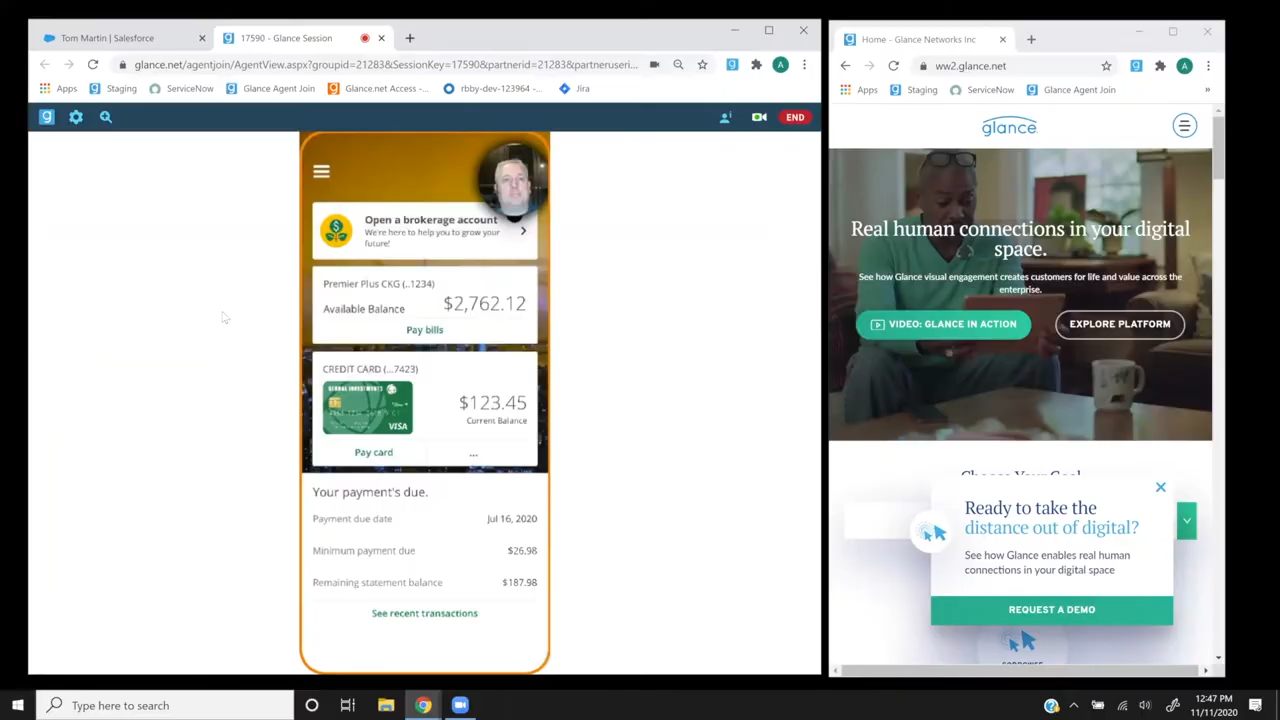 Tom Martin | Salesforce
17590 - Glance Session
glance.net/agentjoin/AgentView.aspx?groupid=21283&SessionKey=17590&partnerid=21283&partneruseri...
Apps
Staging
ServiceNow
Glance Agent Join
Glance.net Access -...
rbby-dev-123964 -...
Jira
END
Open a brokerage account
We're here to help you to grow your
future!
Premier Plus CKG (..1234)
Available Balance
$2,762.12
Pay bills
CREDIT CARD (...7423)
VISA
$123.45
Current Balance
Pay card
...
Your payment's due.
Payment due date
Jul 16, 2020
Minimum payment due
$26.98
Remaining statement balance
$187.98
See recent transactions
Home - Glance Networks Inc
ww2.glance.net
Apps
Staging
ServiceNow
Glance Agent Join
»
glance
Real human connections in your digital
space.
See how Glance visual engagement creates customers for life and value across the
enterprise.
VIDEO: GLANCE IN ACTION
EXPLORE PLATFORM
Choose Your Goal
Ready to take the
distance out of digital?
See how Glance enables real human
connections in your digital space
REQUEST A DEMO
Type here to search
12:47 PM
11/11/2020